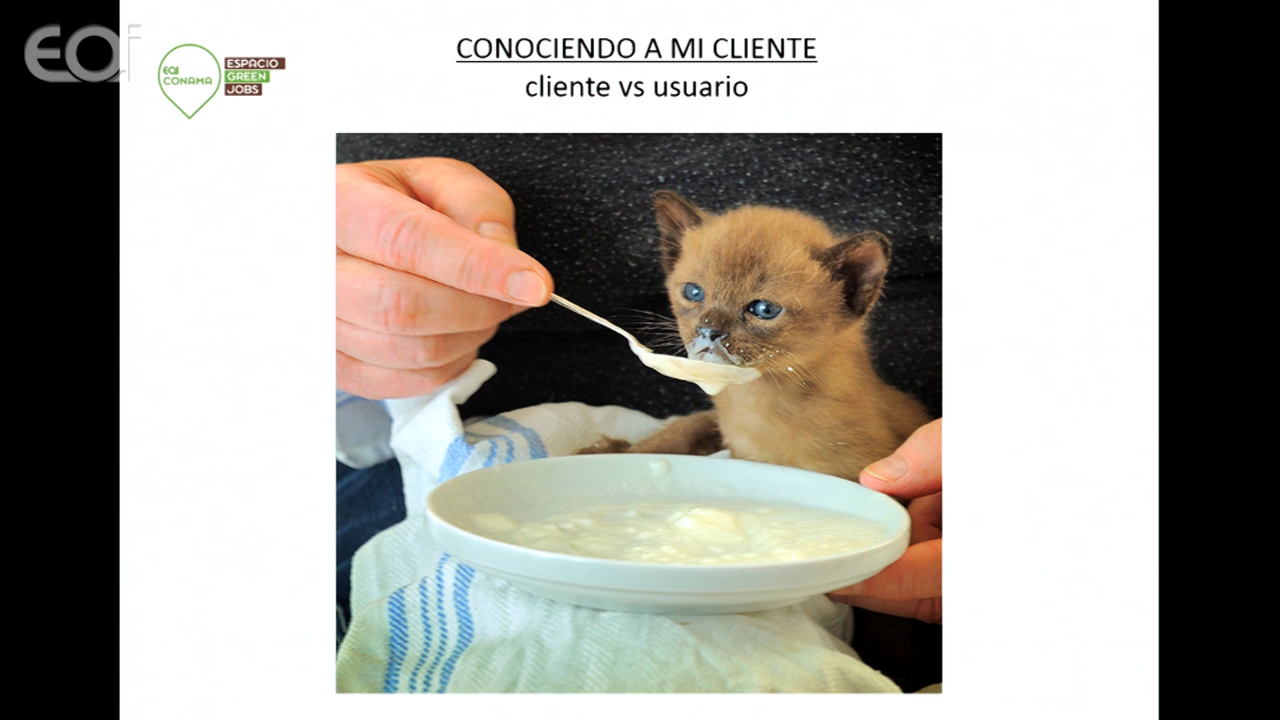 EOI
EOI
CONAMA
ESPACIO
GREEN
JOBS
CONOCIENDO A MI CLIENTE
cliente vs usuario